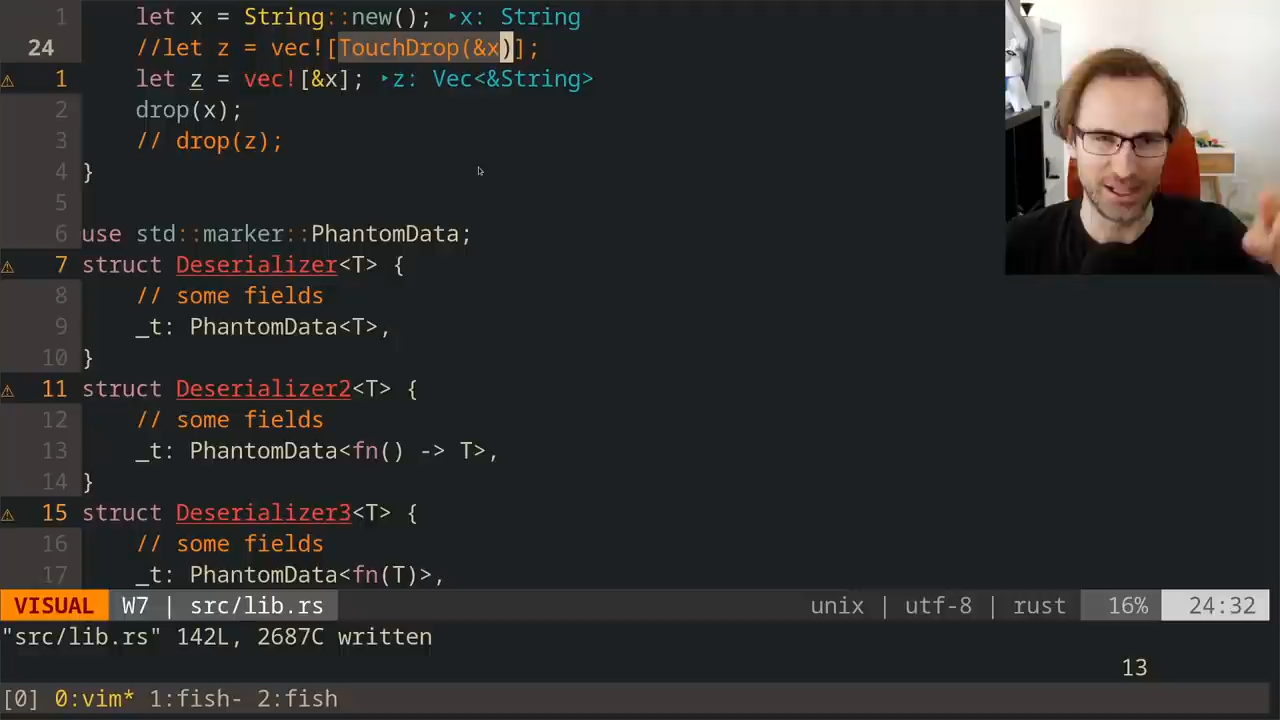 1 let x = String::new(); ‣x: String
24 //let z = vec![TouchDrop(&x)];
⚠ 1 let z = vec![&x]; ‣z: Vec<&String>
2 drop(x);
3 // drop(z);
4 }
5
6 use std::marker::PhantomData;
⚠ 7 struct Deserializer<T> {
8 // some fields
9 _t: PhantomData<T>,
10 }
⚠ 11 struct Deserializer2<T> {
12 // some fields
13 _t: PhantomData<fn() -> T>,
14 }
⚠ 15 struct Deserializer3<T> {
16 // some fields
17 _t: PhantomData<fn(T)>,
VISUAL W7 | src/lib.rs unix | utf-8 | rust 16% 24:32
"src/lib.rs" 142L, 2687C written
13
[0] 0:vim* 1:fish- 2:fish